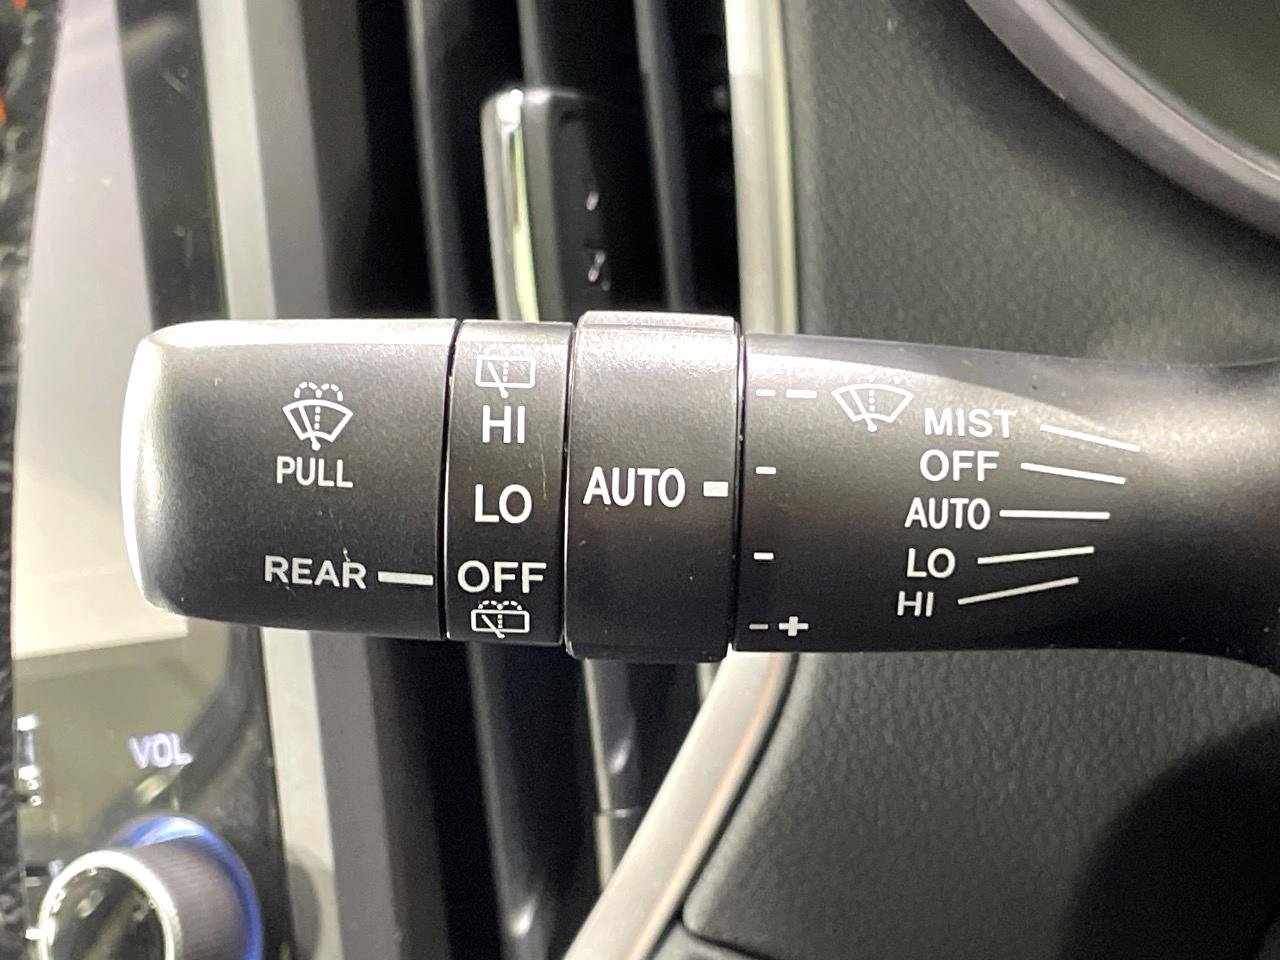 PULL
REAR
HI
LO
OFF
AUTO
MIST
OFF
AUTO
LO
HI
- +
VOL